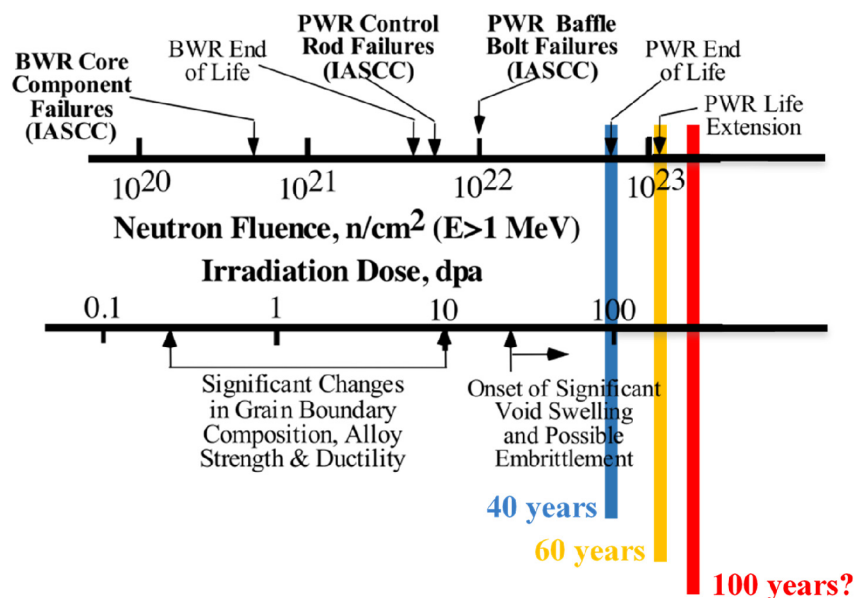 BWR Core
Component
Failures
(IASCC)
BWR End
of Life
PWR Control
Rod Failures
(IASCC)
PWR Baffle
Bolt Failures
(IASCC)
PWR End
of Life
PWR Life
Extension
10^20
10^21
10^22
10^23
Neutron Fluence, n/cm^2 (E>1 MeV)
Irradiation Dose, dpa
0.1
1
10
100
Significant Changes
in Grain Boundary
Composition, Alloy
Strength & Ductility
Onset of Significant
Void Swelling
and Possible
Embrittlement
40 years
60 years
100 years?